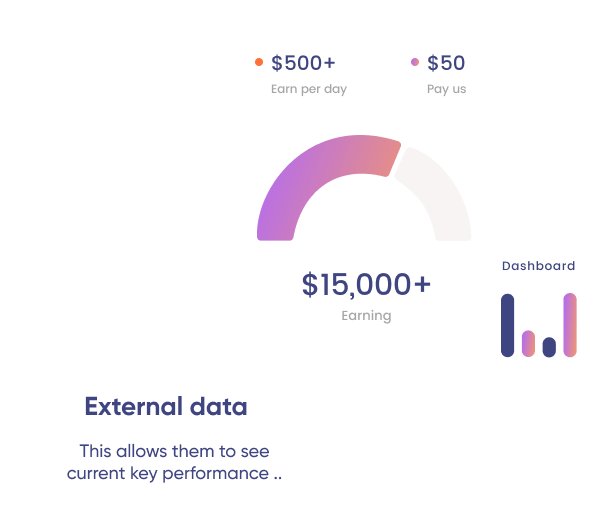 $500+
$50
Earn per day
Pay us
$15,000+
Earning
Dashboard
External data
This allows them to see
current key performance ..